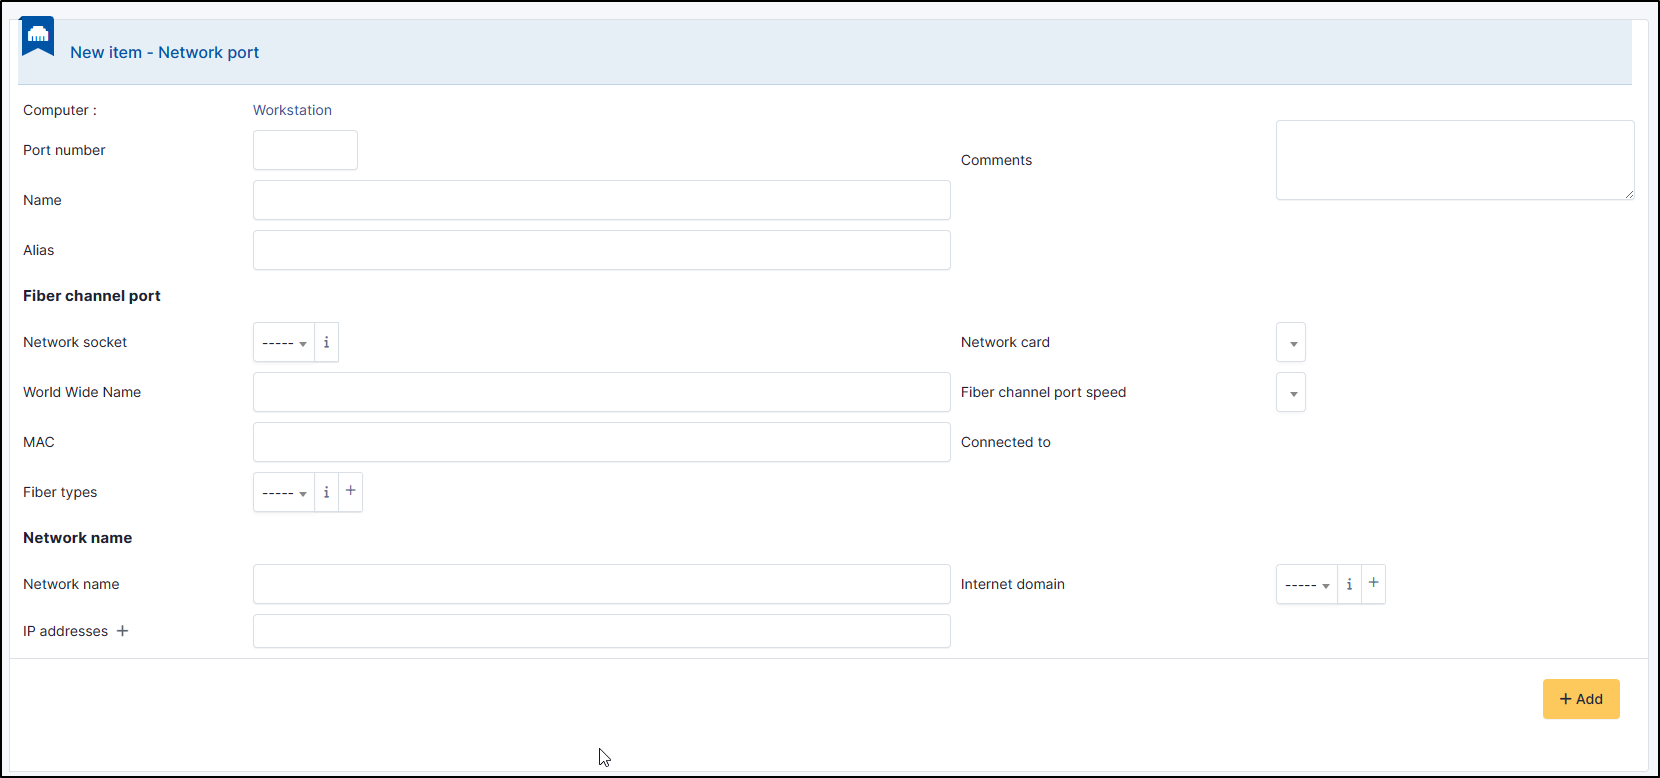 New item - Network port
Computer : Workstation
Port number
Comments
Name
Alias
Fiber channel port
Network socket ----- i Network card
World Wide Name Fiber channel port speed
MAC Connected to
Fiber types ----- i +
Network name
Network name Internet domain ----- i +
IP addresses +
+ Add